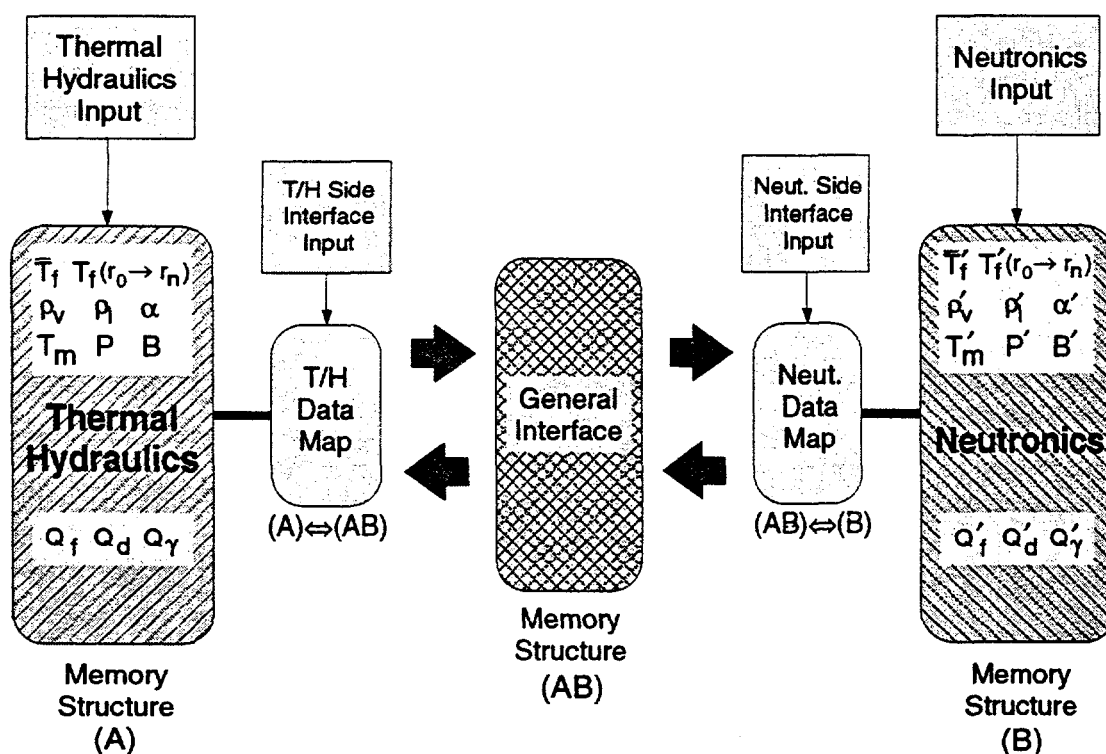 Thermal
Hydraulics
Input
Neutronics
Input
T/H Side
Interface
Input
Neut. Side
Interface
Input
T̅f Tf(r₀→rₙ)
ρv ρl α
Tm P B
Thermal
Hydraulics
Qf Qd Qγ
T/H
Data
Map
(A)⇔(AB)
General
Interface
Neut.
Data
Map
(AB)⇔(B)
T̅′f T′f(r₀→rₙ)
ρ′v ρ′l α′
T′m P′ B′
Neutronics
Q′f Q′d Q′γ
Memory
Structure
(A)
Memory
Structure
(AB)
Memory
Structure
(B)